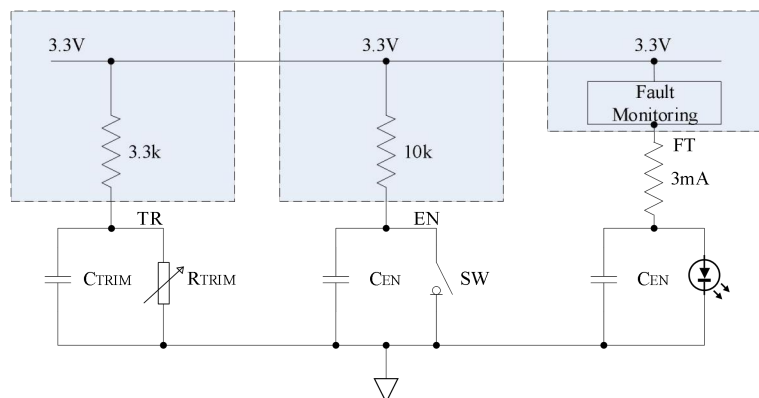 3.3V
3.3V
3.3V
Fault
Monitoring
3.3k
10k
FT
3mA
TR
EN
CTRIM
RTRIM
CEN
SW
CEN